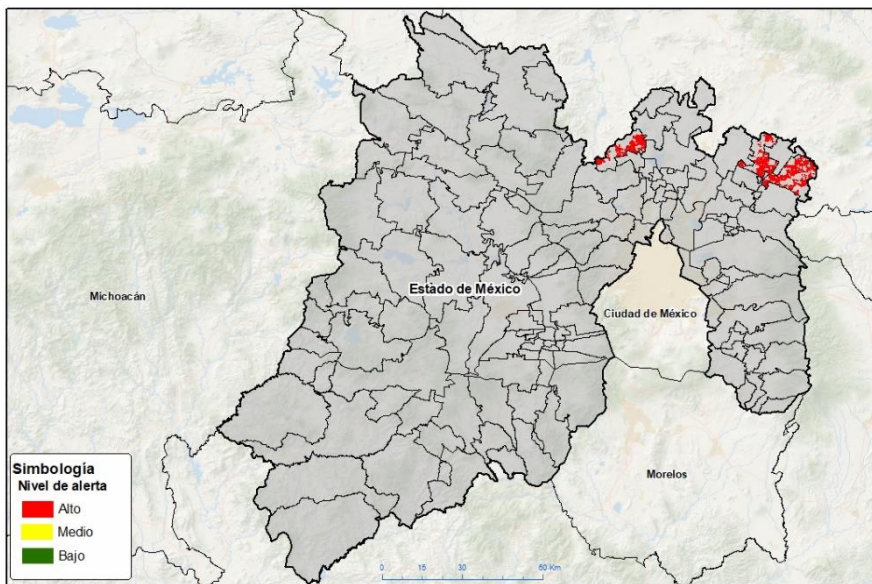 Michoacán
Estado de México
Ciudad de México
Morelos
Simbología
Nivel de alerta
Alto
Medio
Bajo
0 15 30 60 Km